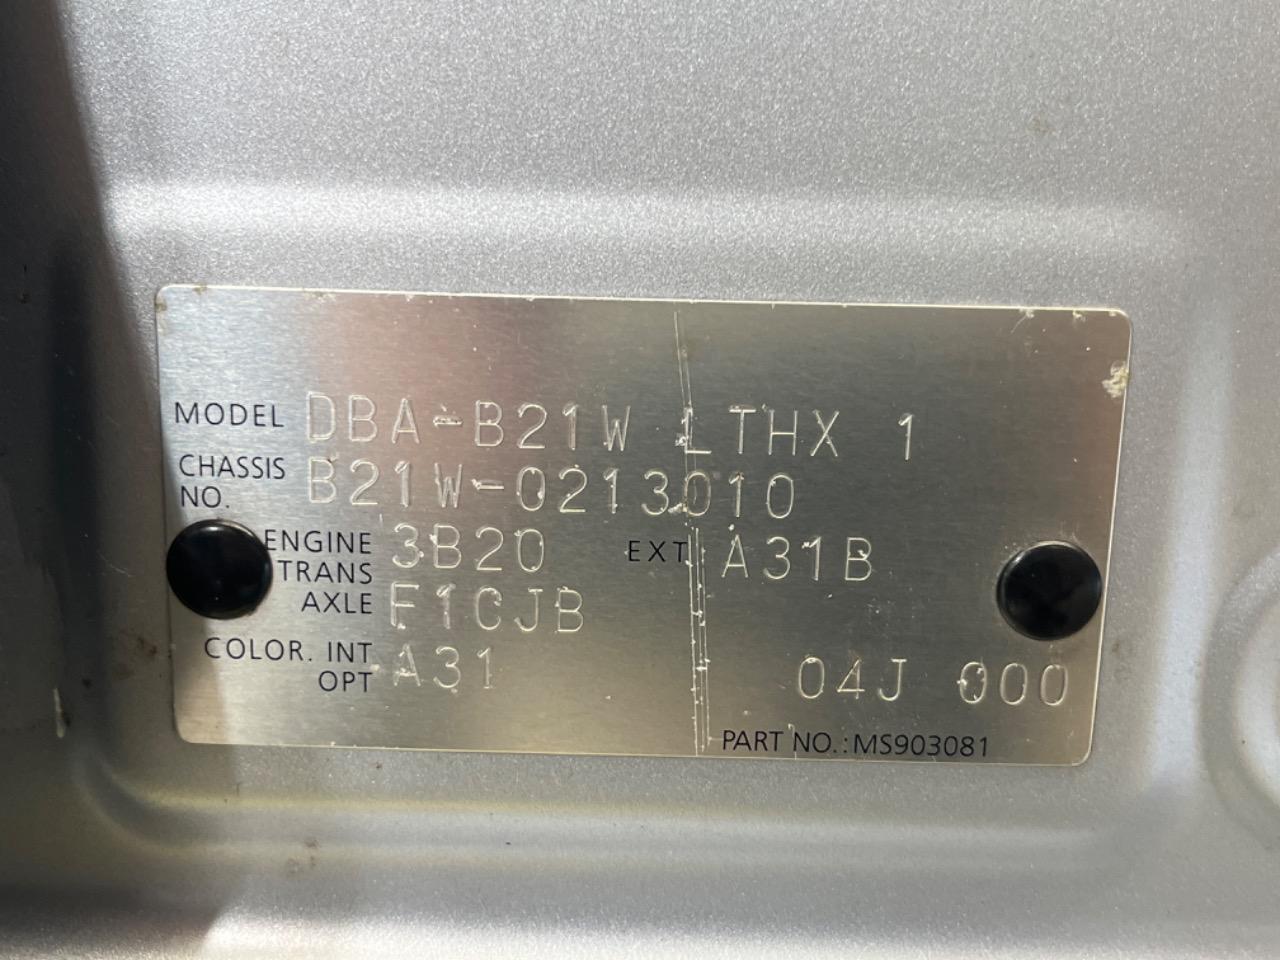 MODEL DBA-B21W LTHX 1
CHASSIS NO. B21W-0213010
ENGINE 3B20 EXT A31B
TRANS AXLE F1CJB
COLOR. INT A31
OPT 04J 000
PART NO.:MS903081